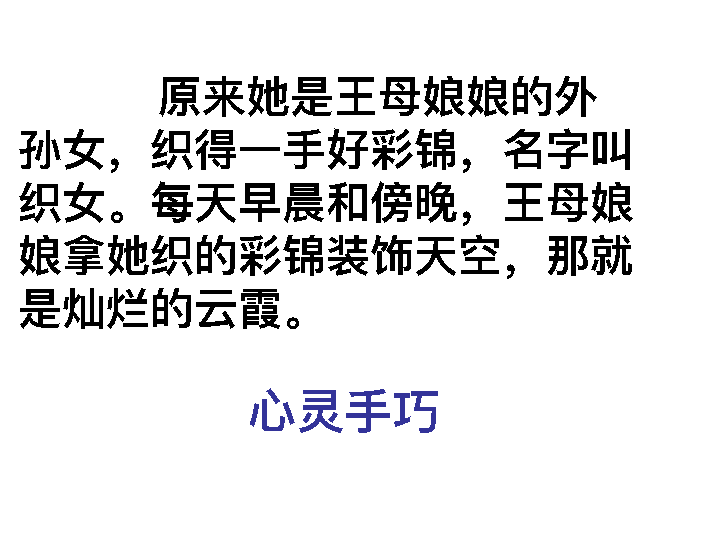 原来她是王母娘娘的外
孙女，织得一手好彩锦，名字叫
织女。每天早晨和傍晚，王母娘
娘拿她织的彩锦装饰天空，那就
是灿烂的云霞。
心灵手巧